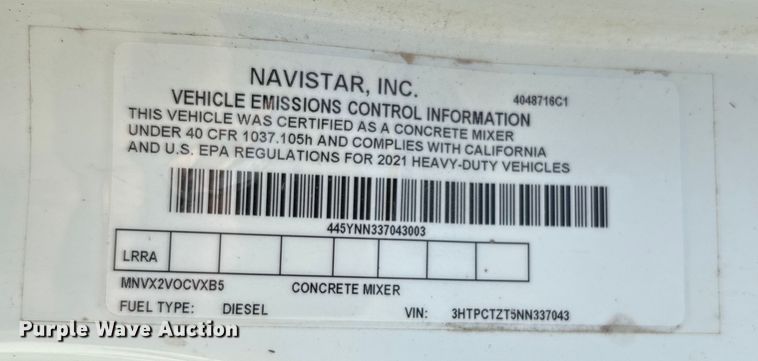 NAVISTAR, INC.
4048716C1
VEHICLE EMISSIONS CONTROL INFORMATION
THIS VEHICLE WAS CERTIFIED AS A CONCRETE MIXER
UNDER 40 CFR 1037.105h AND COMPLIES WITH CALIFORNIA
AND U.S. EPA REGULATIONS FOR 2021 HEAVY-DUTY VEHICLES
445YNN337043003
LRRA
MNVX2VOCVXB5 CONCRETE MIXER
FUEL TYPE: DIESEL VIN: 3HTPCTZT5NN337043
Purple Wave Auction